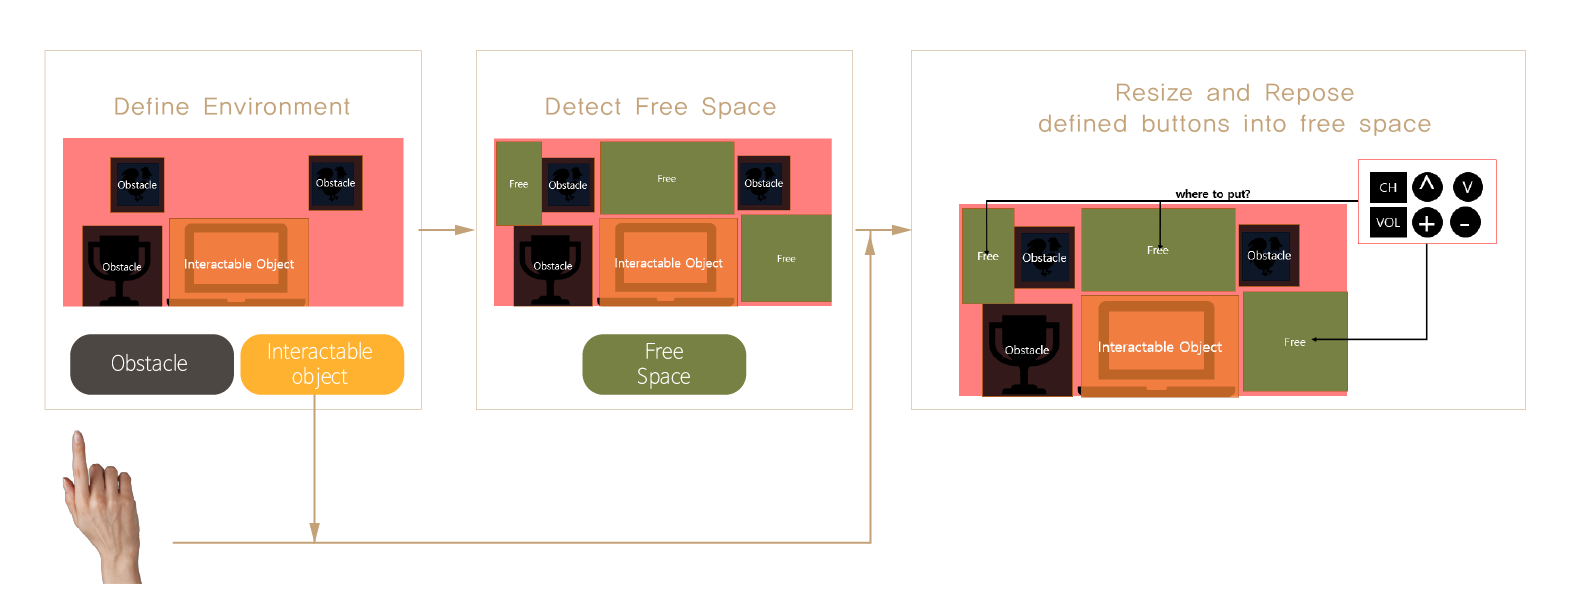 Define Environment
Obstacle
Obstacle
Obstacle
Interactable Object
Obstacle
Interactable
object
Detect Free Space
Free
Obstacle
Free
Obstacle
Obstacle
Interactable Object
Free
Free
Space
Resize and Repose
defined buttons into free space
where to put?
CH
^
V
VOL
+
-
Free
Obstacle
Free
Obstacle
Obstacle
Interactable Object
Free